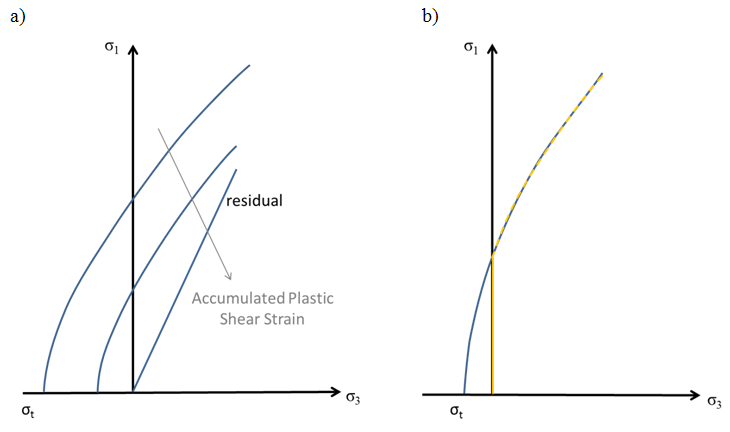 a)
b)
σ1
σ1
residual
Accumulated Plastic
Shear Strain
σ3
σ3
σt
σt